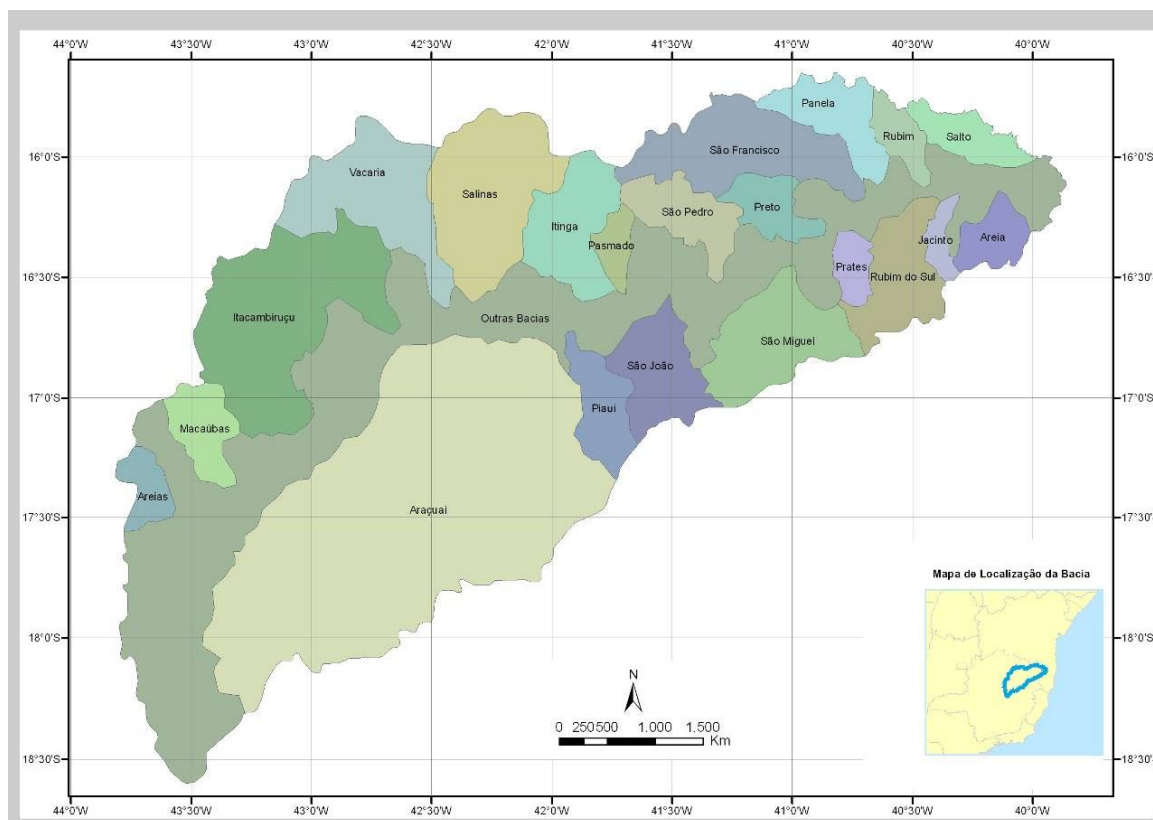 44°0'W 43°30'W 43°0'W 42°30'W 42°0'W 41°30'W 41°0'W 40°30'W 40°0'W
Panela
Rubim
Salto
16°0'S
São Francisco
16°0'S
Vacaria
Salinas
São Pedro
Preto
Itinga
Pasmado
Jacinto
Areia
Prates
Rubim do Sul
16°30'S
16°30'S
Itacambiruçu
Outras Bacias
São Miguel
São João
17°0'S
Piaui
17°0'S
Macaúbas
Areias
Araçuai
17°30'S
17°30'S
Mapa de Localização da Bacia
18°0'S
18°0'S
N
0 250500 1.000 1.500
Km
18°30'S
18°30'S
44°0'W 43°30'W 43°0'W 42°30'W 42°0'W 41°30'W 41°0'W 40°30'W 40°0'W